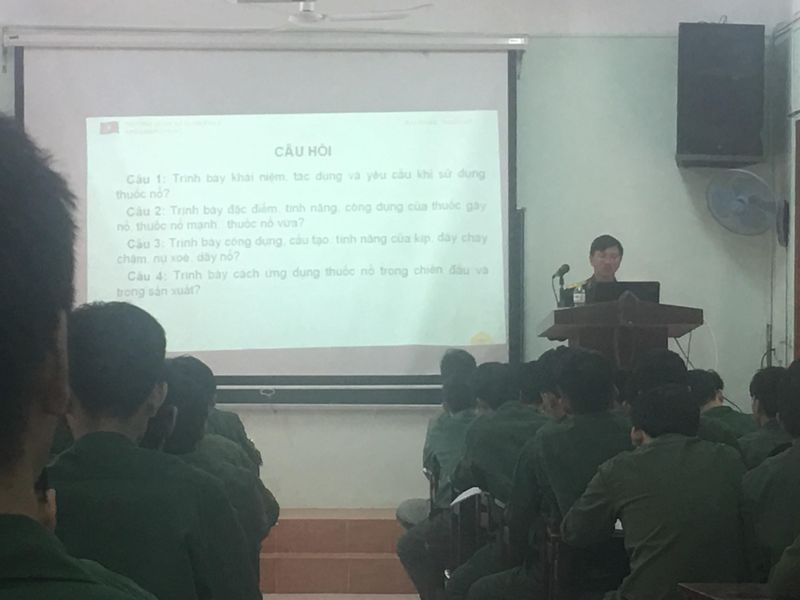 CÂU HỎI
Câu 1: Trình bày khái niệm, tác dụng và yêu cầu khi sử dụng
thuốc nổ?
Câu 2: Trình bày đặc điểm, tính năng, công dụng của thuốc gây
nổ, thuốc nổ mạnh, thuốc nổ vừa?
Câu 3: Trình bày công dụng, cấu tạo, tính năng của kíp, dây cháy
chậm, nụ xoè, dây nổ?
Câu 4: Trình bày cách ứng dụng thuốc nổ trong chiến đấu và
trong sản xuất?